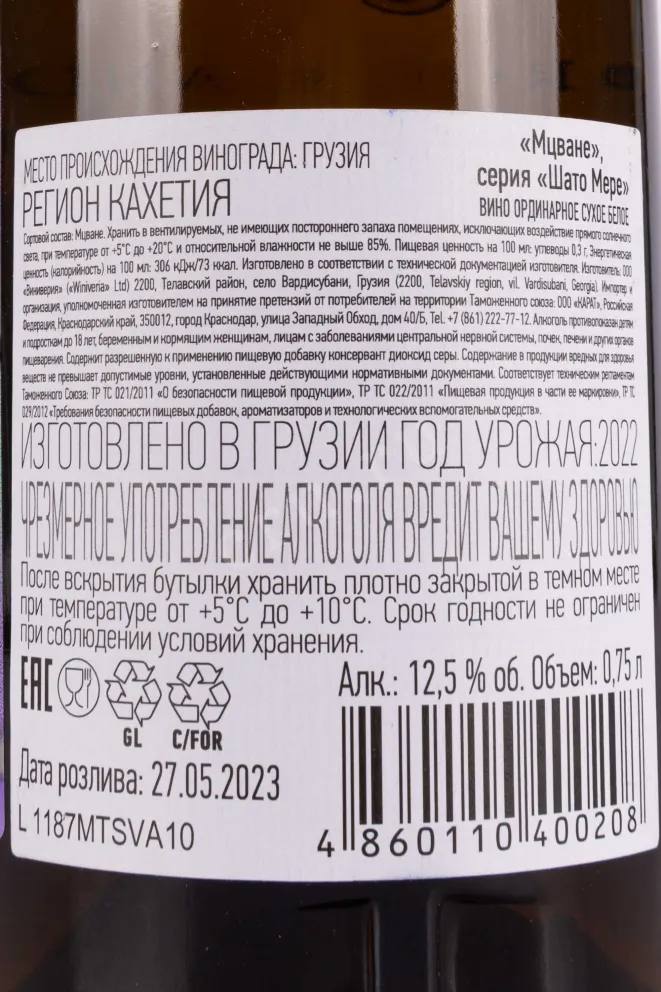 МЕСТО ПРОИСХОЖДЕНИЯ ВИНОГРАДА: ГРУЗИЯ
РЕГИОН КАХЕТИЯ
«Мцване»,
серия «Шато Мере»
ВИНО ОРДИНАРНОЕ СУХОЕ БЕЛОЕ
Сортовой состав: Мцване. Хранить в вентилируемых, не имеющих постороннего запаха помещениях, исключающих воздействие прямого солнечного
света, при температуре от +5°С до +20°С и относительной влажности не выше 85%. Пищевая ценность на 100 мл: углеводы 0,3 г. Энергетическая
ценность (калорийность) на 100 мл: 306 кДж/73 ккал. Изготовлено в соответствии с технической документацией изготовителя. Изготовитель: ООО
«Виниверия» («Winiveria» Ltd) 2200, Телавский район, село Вардисубани, Грузия (2200, Telavskiy region, vil. Vardisubani, Georgia). Импортер и
организация, уполномоченная изготовителем на принятие претензий от потребителей на территории Таможенного союза: ООО «КАРАТ», Российская
Федерация, Краснодарский край, 350012, город Краснодар, улица Западный Обход, дом 40/Б, Tel. +7 (861) 222-77-12. Алкоголь противопоказан детям
и подросткам до 18 лет, беременным и кормящим женщинам, лицам с заболеваниями центральной нервной системы, почек, печени и других органов
пищеварения. Содержит разрешенную к применению пищевую добавку консервант диоксид серы. Содержание в продукции вредных для здоровья
веществ не превышает допустимые уровни, установленные действующими нормативными документами. Соответствует техническим регламентам
Таможенного Союза: ТР ТС 021/2011 «О безопасности пищевой продукции», ТР ТС 022/2011 «Пищевая продукция в части ее маркировки», ТР ТС
029/2012 «Требования безопасности пищевых добавок, ароматизаторов и технологических вспомогательных средств».
ИЗГОТОВЛЕНО В ГРУЗИИ ГОД УРОЖАЯ:2022
ЧРЕЗМЕРНОЕ УПОТРЕБЛЕНИЕ АЛКОГОЛЯ ВРЕДИТ ВАШЕМУ ЗДОРОВЬЮ
После вскрытия бутылки хранить плотно закрытой в темном месте
при температуре от +5°С до +10°С. Срок годности не ограничен
при соблюдении условий хранения.
EAC
GL C/FOR
Алк.: 12,5 % об. Объем: 0,75 л
Дата розлива: 27.05.2023
L 1187MTSVA10
4 860110 400208